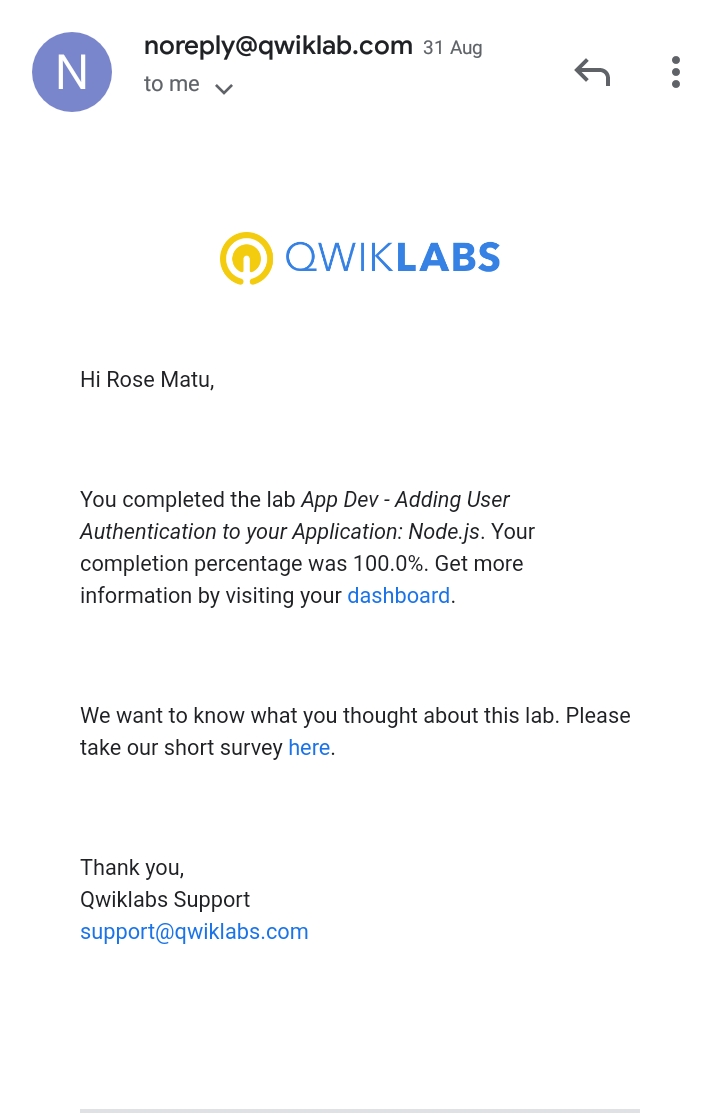 noreply@qwiklab.com 31 Aug
N
to me
QWIKLABS
Hi Rose Matu,
You completed the lab App Dev - Adding User
Authentication to your Application: Node.js. Your
completion percentage was 100.0%. Get more
information by visiting your dashboard.
We want to know what you thought about this lab. Please
take our short survey here.
Thank you,
Qwiklabs Support
support@qwiklabs.com